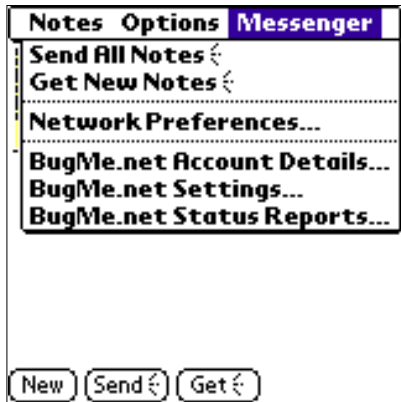 Notes Options Messenger
Send All Notes
Get New Notes
Network Preferences...
BugMe.net Account Details...
BugMe.net Settings...
BugMe.net Status Reports...
New Send Get